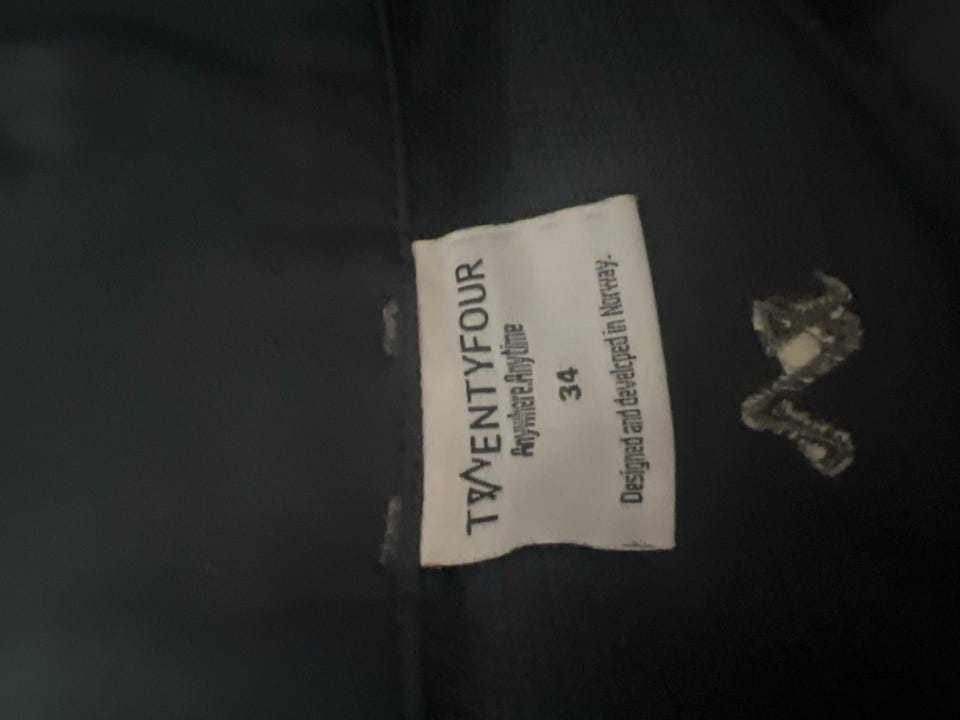 TWENTYFOUR
Anywhere.Anytime
34
Designed and developed in Norway.